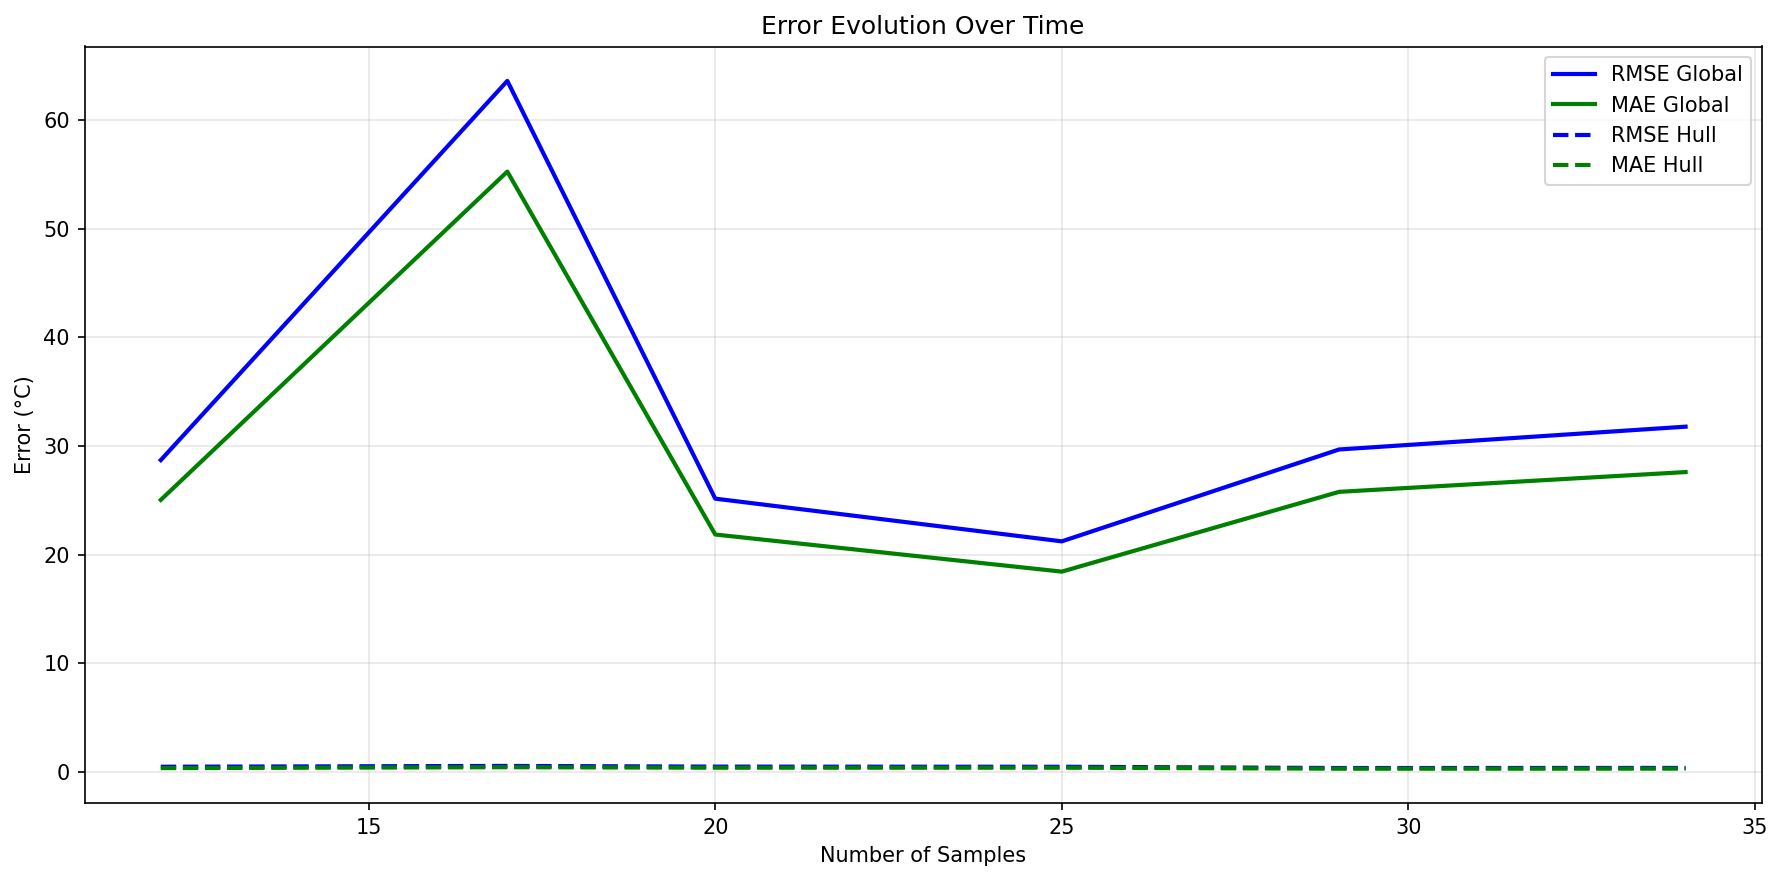 Error Evolution Over Time
RMSE Global
MAE Global
RMSE Hull
MAE Hull
60
50
40
30
20
10
0
Error (°C)
15
20
25
30
35
Number of Samples